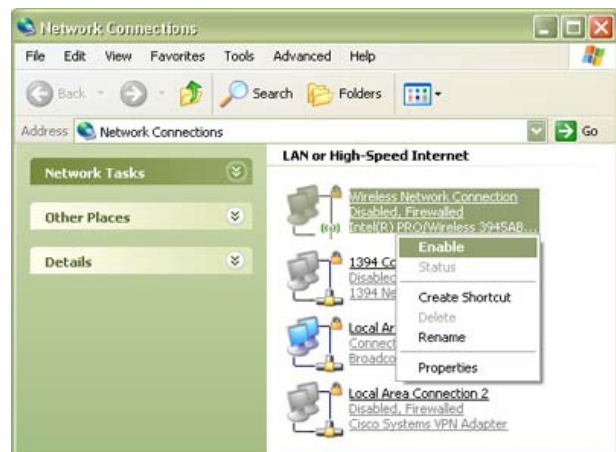 Network Connections
File Edit View Favorites Tools Advanced Help
Back Search Folders
Address Network Connections Go
Network Tasks
Other Places
Details
LAN or High-Speed Internet
Wireless Network Connection
Disabled, Firewalled
Intel(R) PRO/Wireless 3945AB...
Enable
Status
Create Shortcut
Delete
Rename
Properties
1394 Co
Disabled
1394 Ne
Local Ar
Connect
Broadco
Local Area Connection 2
Disabled, Firewalled
Cisco Systems VPN Adapter